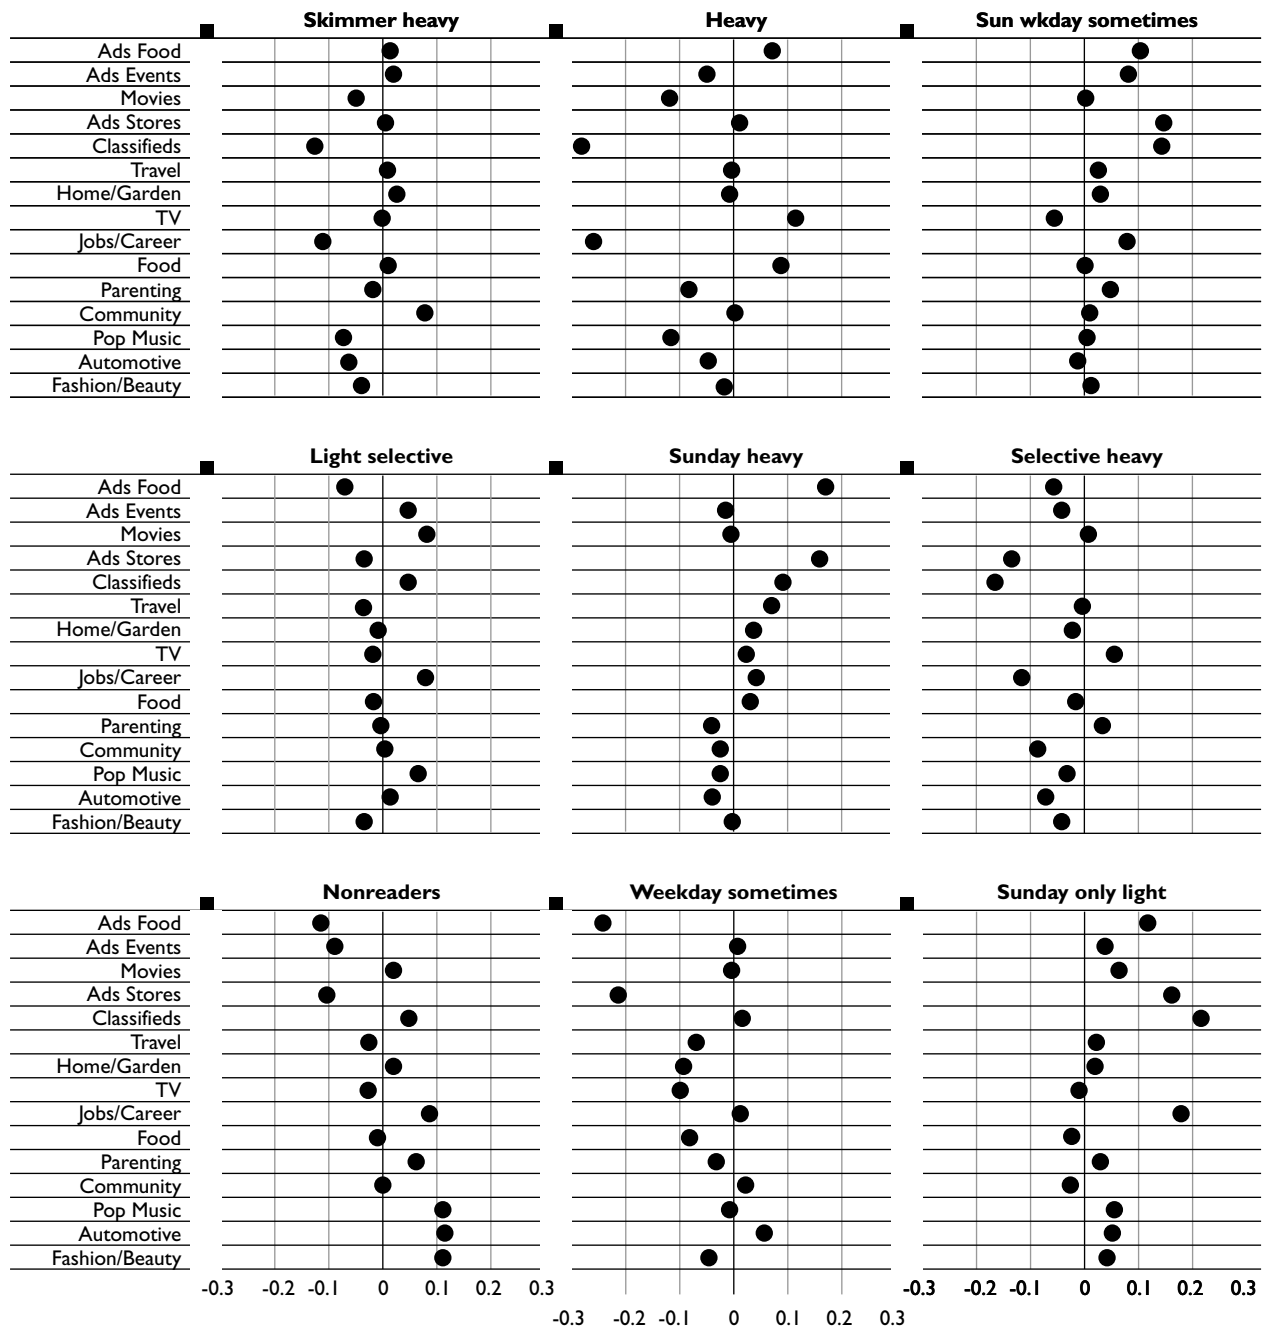 Skimmer heavy Heavy Sun wkday sometimes
Ads Food
Ads Events
Movies
Ads Stores
Classifieds
Travel
Home/Garden
TV
Jobs/Career
Food
Parenting
Community
Pop Music
Automotive
Fashion/Beauty
Light selective Sunday heavy Selective heavy
Ads Food
Ads Events
Movies
Ads Stores
Classifieds
Travel
Home/Garden
TV
Jobs/Career
Food
Parenting
Community
Pop Music
Automotive
Fashion/Beauty
Nonreaders Weekday sometimes Sunday only light
Ads Food
Ads Events
Movies
Ads Stores
Classifieds
Travel
Home/Garden
TV
Jobs/Career
Food
Parenting
Community
Pop Music
Automotive
Fashion/Beauty
-0.3 -0.2 -0.1 0 0.1 0.2 0.3 -0.3 -0.2 -0.1 0 0.1 0.2 0.3
-0.3 -0.2 -0.1 0 0.1 0.2 0.3